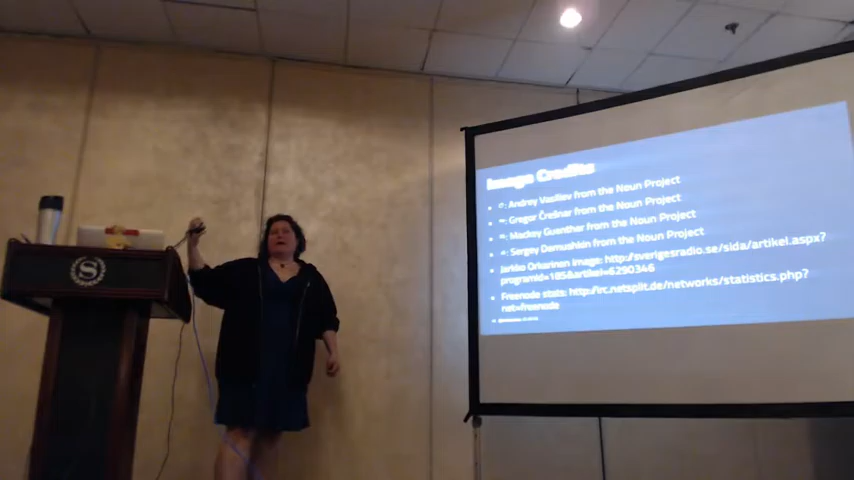 Image Credits
: Andrey Vasiliev from the Noun Project
: Gregor Črešnar from the Noun Project
: Mackey Guenther from the Noun Project
: Sergey Demushkin from the Noun Project
Jarkko Oikarinen image: http://sverigesradio.se/sida/artikel.aspx?
programid=185&artikel=6290346
Freenode stats: http://irc.netsplit.de/networks/statistics.php?
net=freenode
S